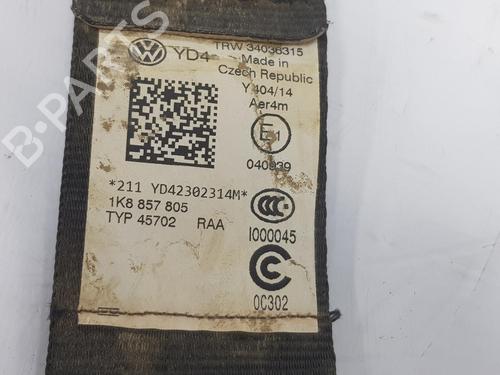 YD4
TRW 34036315
Made in
Czech Republic
Y 404/14
Aer4m
E1
040939
*211 YD42302314M*
1K8 857 805
TYP 45702 RAA
I000045
0C302
B-PARTS